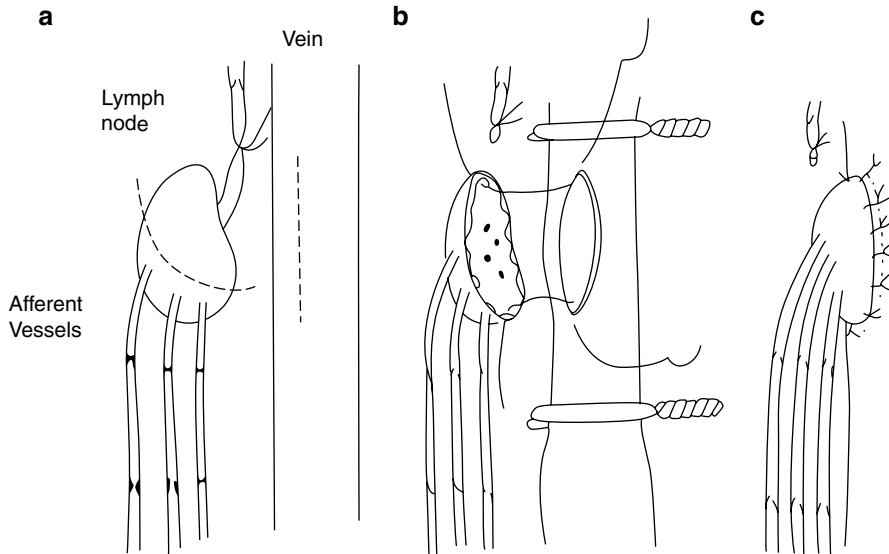 a
Vein
b
c
Lymph
node
Afferent
Vessels